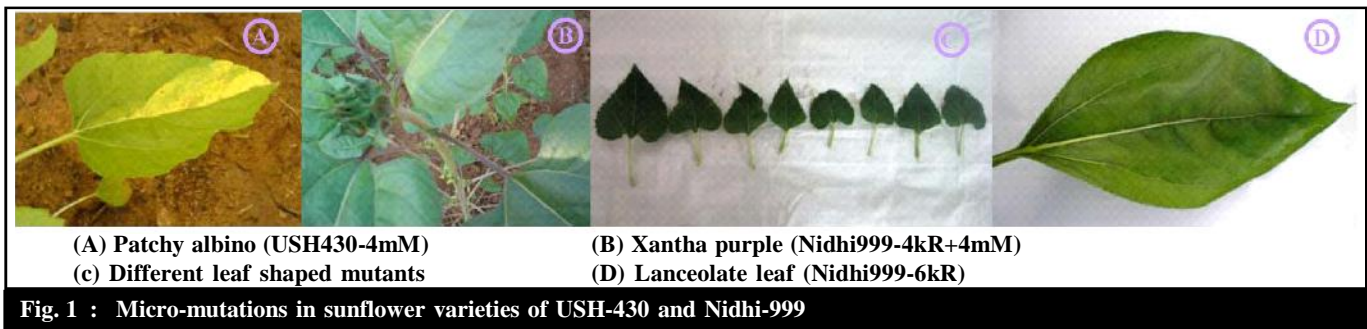 A B C D
(A) Patchy albino (USH430-4mM) (B) Xantha purple (Nidhi999-4kR+4mM)
(c) Different leaf shaped mutants (D) Lanceolate leaf (Nidhi999-6kR)
Fig. 1 : Micro-mutations in sunflower varieties of USH-430 and Nidhi-999